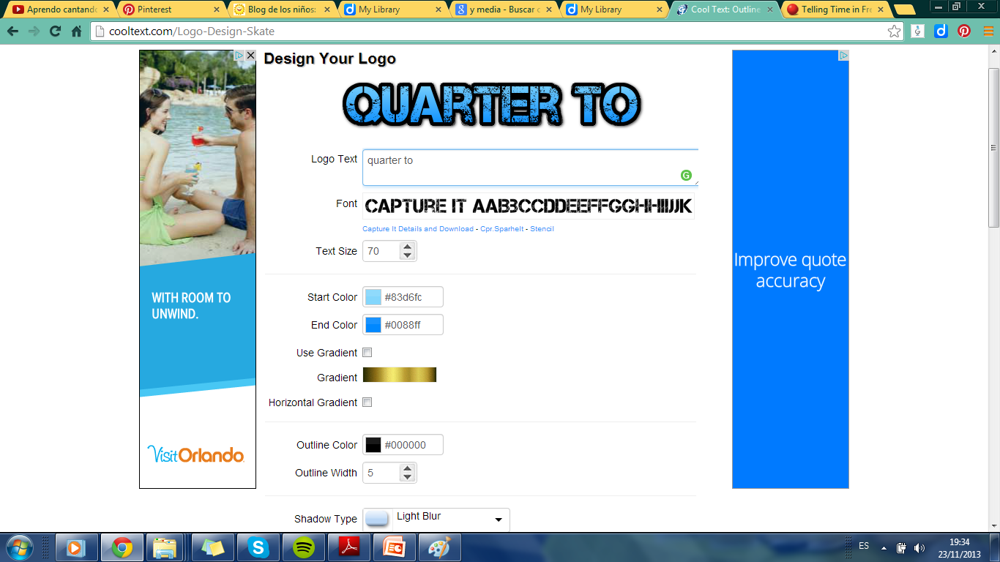 Aprendo cantando
Pinterest
Blog de los niños:
My Library
y media - Buscar c
My Library
Cool Text: Outline
Telling Time in Fre
cooltext.com/Logo-Design-Skate
Design Your Logo
QUARTER TO
Logo Text
quarter to
G
Font
CAPTURE IT AABBCCDDEEFFGGHHIIJJK
Capture It Details and Download - Cpr.Sparhelt - Stencil
Text Size
70
Start Color
#83d6fc
End Color
#0088ff
Use Gradient
Gradient
Horizontal Gradient
Outline Color
#000000
Outline Width
5
Shadow Type
Light Blur
WITH ROOM TO
UNWIND.
VisitOrlando.
Improve quote
accuracy
ES
19:34
23/11/2013